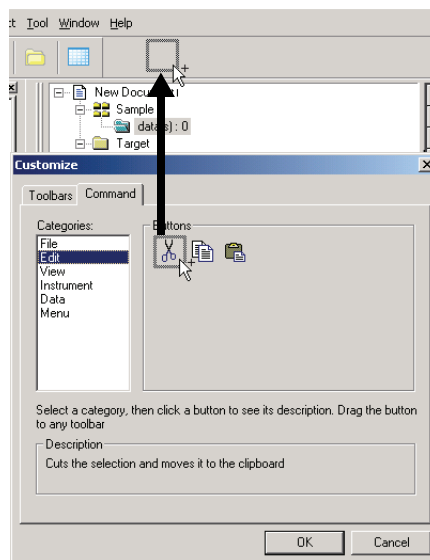 Tool Window Help
New Document
Sample
data(s) : 0
Target
Customize
Toolbars Command
Categories:
Buttons
File
Edit
View
Instrument
Data
Menu
Select a category, then click a button to see its description. Drag the button
to any toolbar
Description
Cuts the selection and moves it to the clipboard
OK Cancel